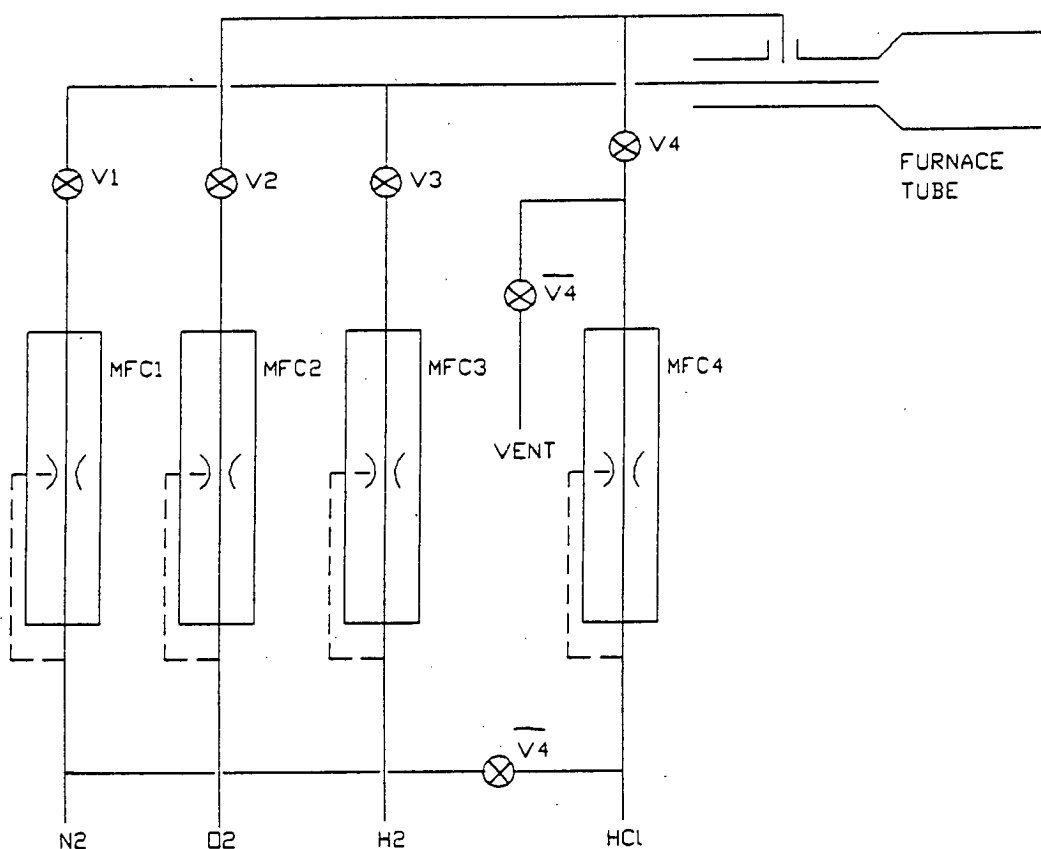 FURNACE
TUBE
V1
V2
V3
V4
V4
MFC1
MFC2
MFC3
MFC4
VENT
V4
N2
O2
H2
HCl